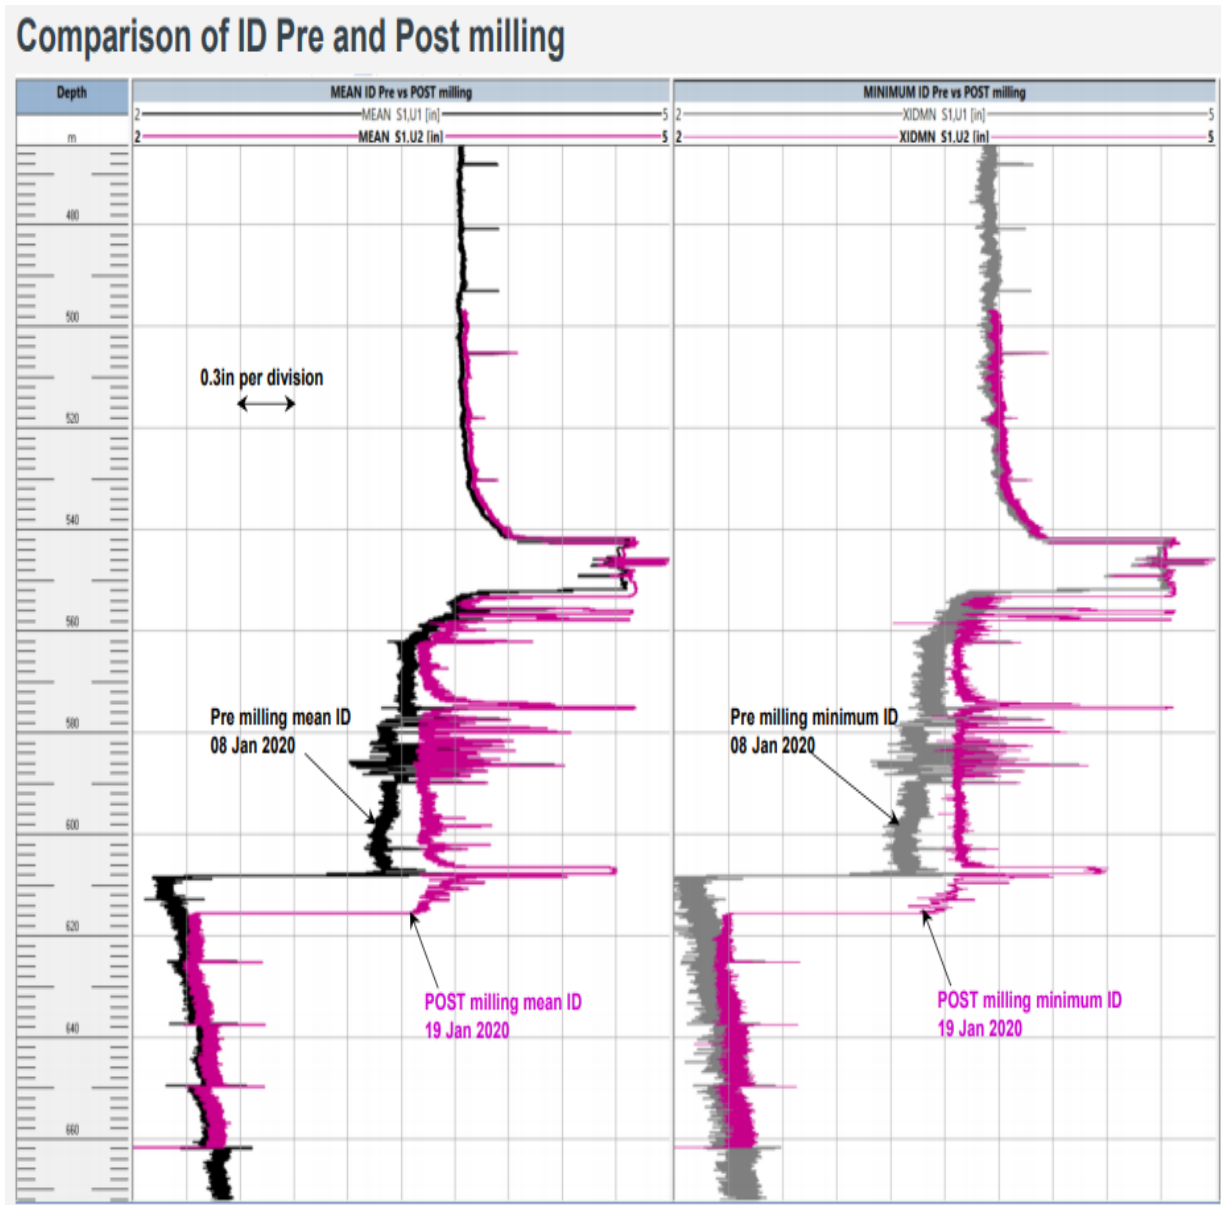 Comparison of ID Pre and Post milling
Depth
MEAN ID Pre vs POST milling
MINIMUM ID Pre vs POST milling
2 MEAN S1,U1 [in] 5
2 XIDMN S1,U1 [in] 5
m
2 MEAN S1.U2 [in] 5
2 XIDMN S1.U2 [in] 5
480
500
0.3in per division
520
540
560
580
Pre milling mean ID
08 Jan 2020
Pre milling minimum ID
08 Jan 2020
600
620
POST milling mean ID
19 Jan 2020
POST milling minimum ID
19 Jan 2020
640
660